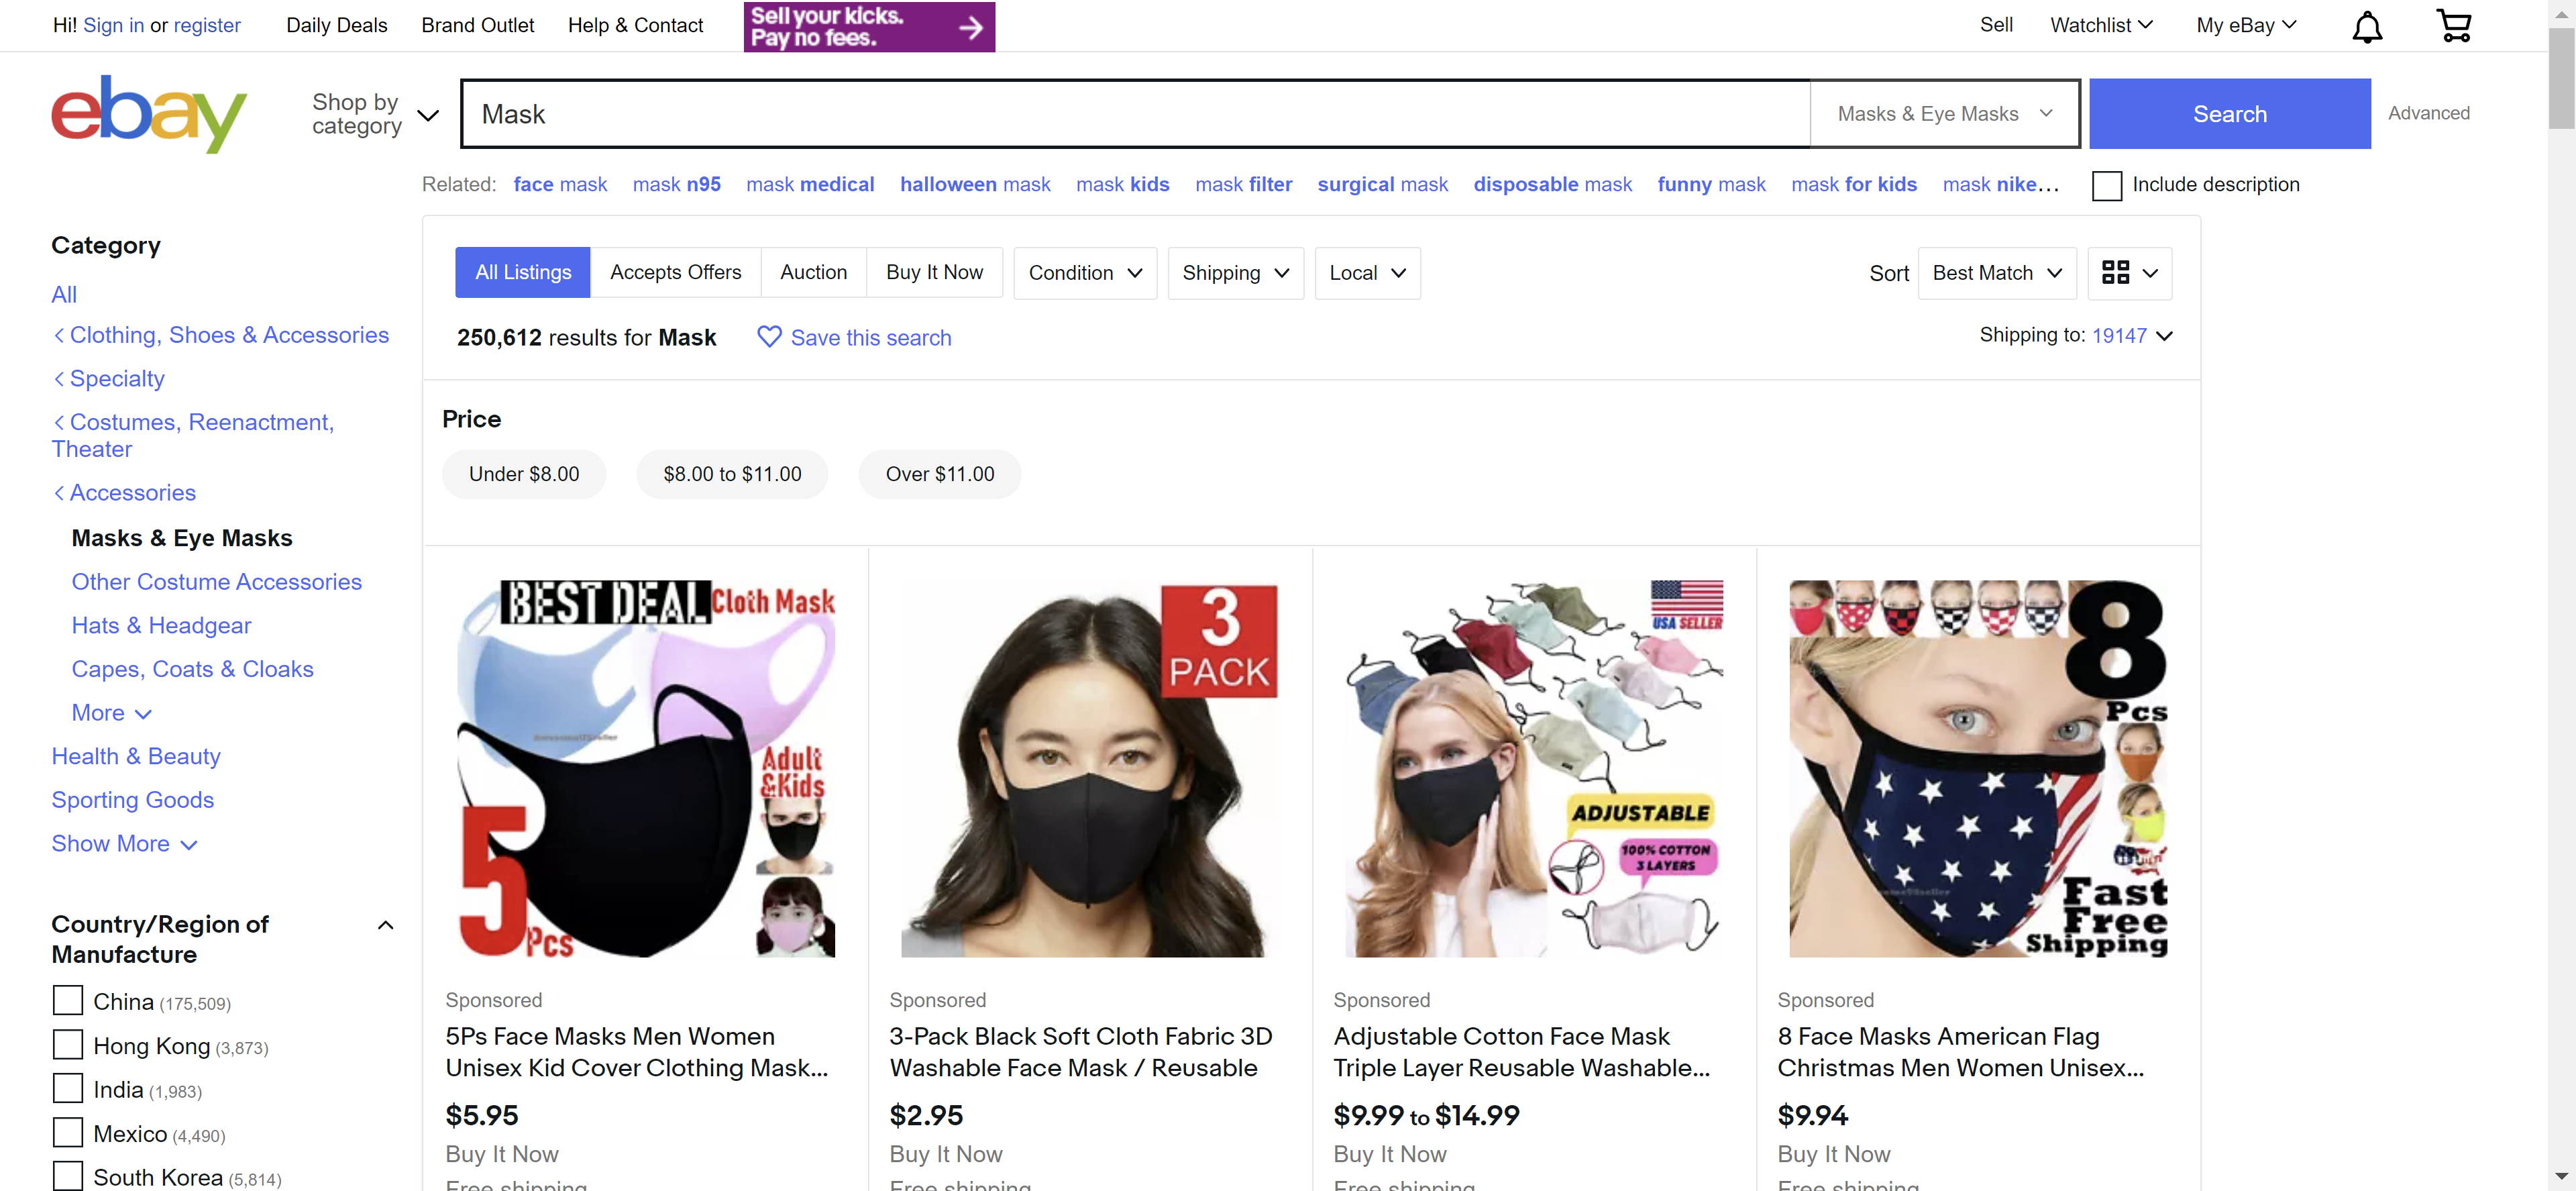 Hi! Sign in or register
Daily Deals
Brand Outlet
Help & Contact
Sell your kicks.
Pay no fees.
Sell
Watchlist
My eBay
ebay
Shop by
category
Mask
Masks & Eye Masks
Search
Advanced
Related: face mask mask n95 mask medical halloween mask mask kids mask filter surgical mask disposable mask funny mask mask for kids mask nike...
Include description
Category
All
Clothing, Shoes & Accessories
Specialty
Costumes, Reenactment,
Theater
Accessories
Masks & Eye Masks
Other Costume Accessories
Hats & Headgear
Capes, Coats & Cloaks
More
Health & Beauty
Sporting Goods
Show More
Country/Region of
Manufacture
China (175,509)
Hong Kong (3,873)
India (1,983)
Mexico (4,490)
South Korea (5,814)
All Listings
Accepts Offers
Auction
Buy It Now
Condition
Shipping
Local
Sort
Best Match
250,612 results for Mask
Save this search
Shipping to: 19147
Price
Under $8.00
$8.00 to $11.00
Over $11.00
BEST DEAL Cloth Mask
Adult
&Kids
5 Pcs
Sponsored
5Ps Face Masks Men Women
Unisex Kid Cover Clothing Mask...
$5.95
Buy It Now
Free shipping
3
PACK
Sponsored
3-Pack Black Soft Cloth Fabric 3D
Washable Face Mask / Reusable
$2.95
Buy It Now
Free shipping
USA SELLER
ADJUSTABLE
100% COTTON
3 LAYERS
Sponsored
Adjustable Cotton Face Mask
Triple Layer Reusable Washable...
$9.99 to $14.99
Buy It Now
Free shipping
8
Pcs
Fast
Free
Shipping
Sponsored
8 Face Masks American Flag
Christmas Men Women Unisex...
$9.94
Buy It Now
Free shipping